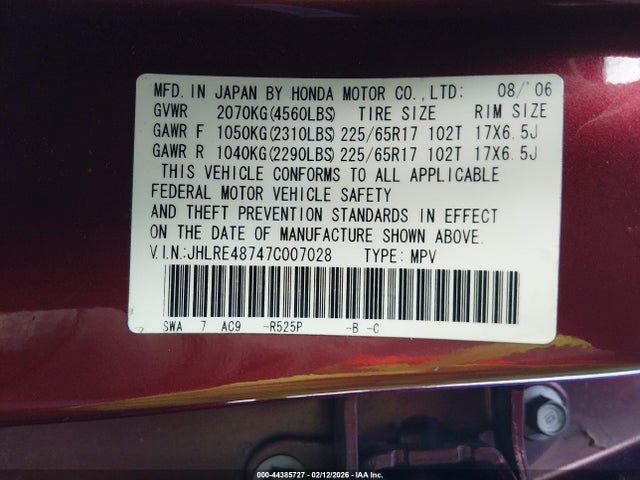 MFD. IN JAPAN BY HONDA MOTOR CO., LTD: 08/'06
GVWR 2070KG(4560LBS) TIRE SIZE RIM SIZE
GAWR F 1050KG(2310LBS) 225/65R17 102T 17X6.5J
GAWR R 1040KG(2290LBS) 225/65R17 102T 17X6.5J
THIS VEHICLE CONFORMS TO ALL APPLICABLE
FEDERAL MOTOR VEHICLE SAFETY
AND THEFT PREVENTION STANDARDS IN EFFECT
ON THE DATE OF MANUFACTURE SHOWN ABOVE.
V.I.N.:JHLRE48747C007028 TYPE: MPV
SWA 7 AC9 -R525P -B -C
000-44385727 - 02/12/2026 - IAA Inc.